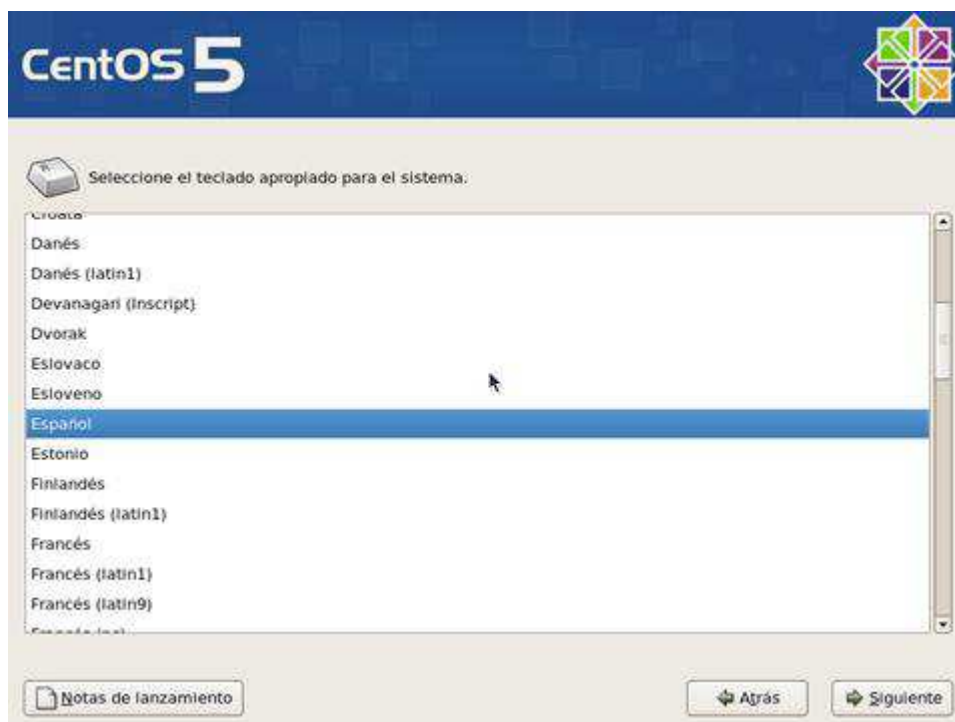 CentOS 5
Seleccione el teclado apropiado para el sistema.
Croata
Danés
Danés (latin1)
Devanagari (Inscript)
Dvorak
Eslovaco
Esloveno
Español
Estonio
Finlandés
Finlandés (latin1)
Francés
Francés (latin1)
Francés (latin9)
Notas de lanzamiento
Atrás
Siguiente